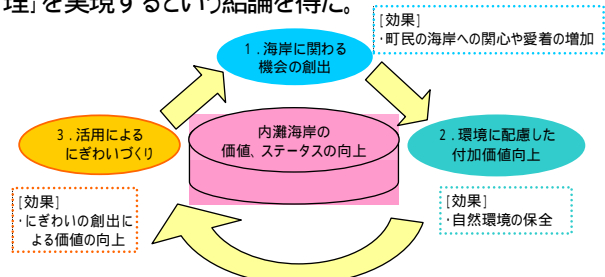 理」を実現するという結論を得た。
[効果]
・町民の海岸への関心や愛着の増加
1．海岸に関わる
機会の創出
3．活用による
にぎわいづくり
内灘海岸の
価値、ステータスの向上
2．環境に配慮した
付加価値向上
[効果]
・にぎわいの創出に
よる価値の向上
[効果]
・自然環境の保全